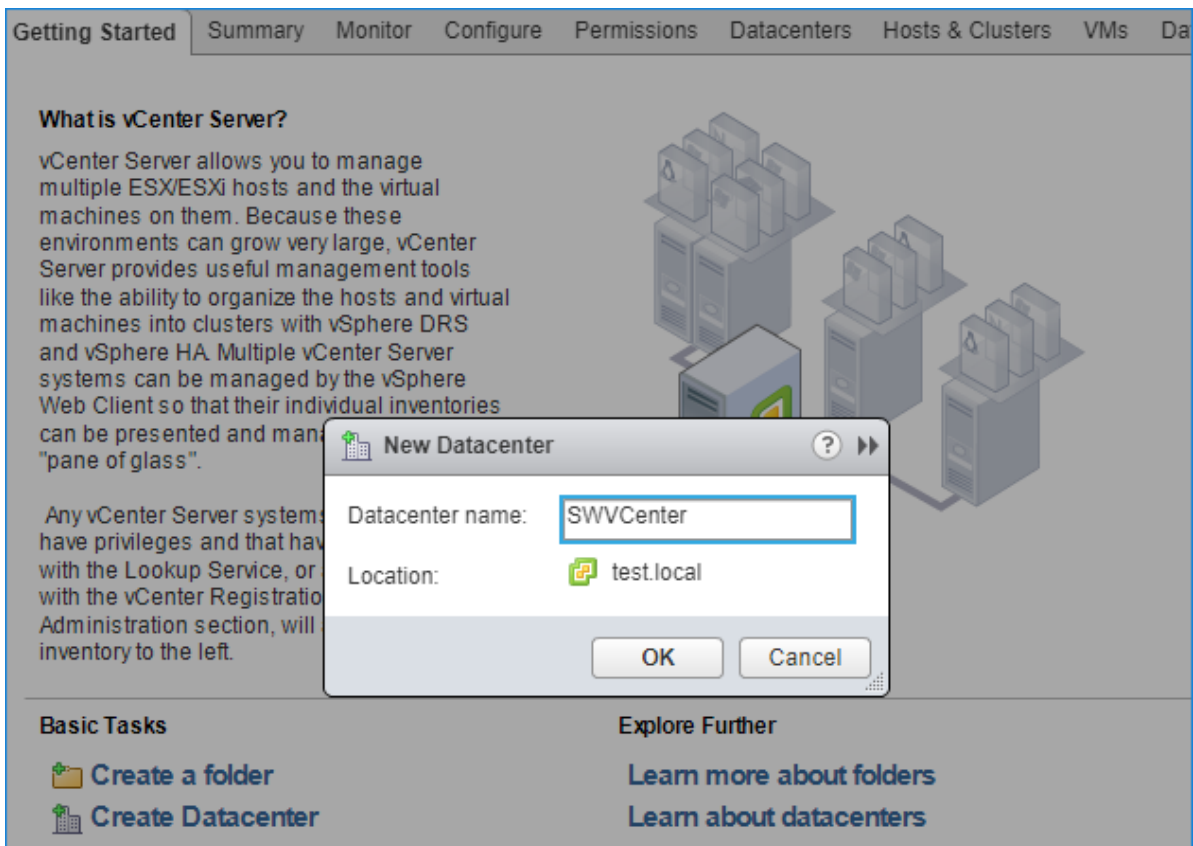 Getting Started Summary Monitor Configure Permissions Datacenters Hosts & Clusters VMs Da
What is vCenter Server?
vCenter Server allows you to manage
multiple ESX/ESXi hosts and the virtual
machines on them. Because these
environments can grow very large, vCenter
Server provides useful management tools
like the ability to organize the hosts and virtual
machines into clusters with vSphere DRS
and vSphere HA. Multiple vCenter Server
systems can be managed by the vSphere
Web Client so that their individual inventories
can be presented and mana
"pane of glass".
Any vCenter Server systems
have privileges and that hav
with the Lookup Service, or
with the vCenter Registratio
Administration section, will
inventory to the left.
New Datacenter ?
Datacenter name: SWVCenter
Location: test.local
OK Cancel
Basic Tasks
Create a folder
Create Datacenter
Explore Further
Learn more about folders
Learn about datacenters